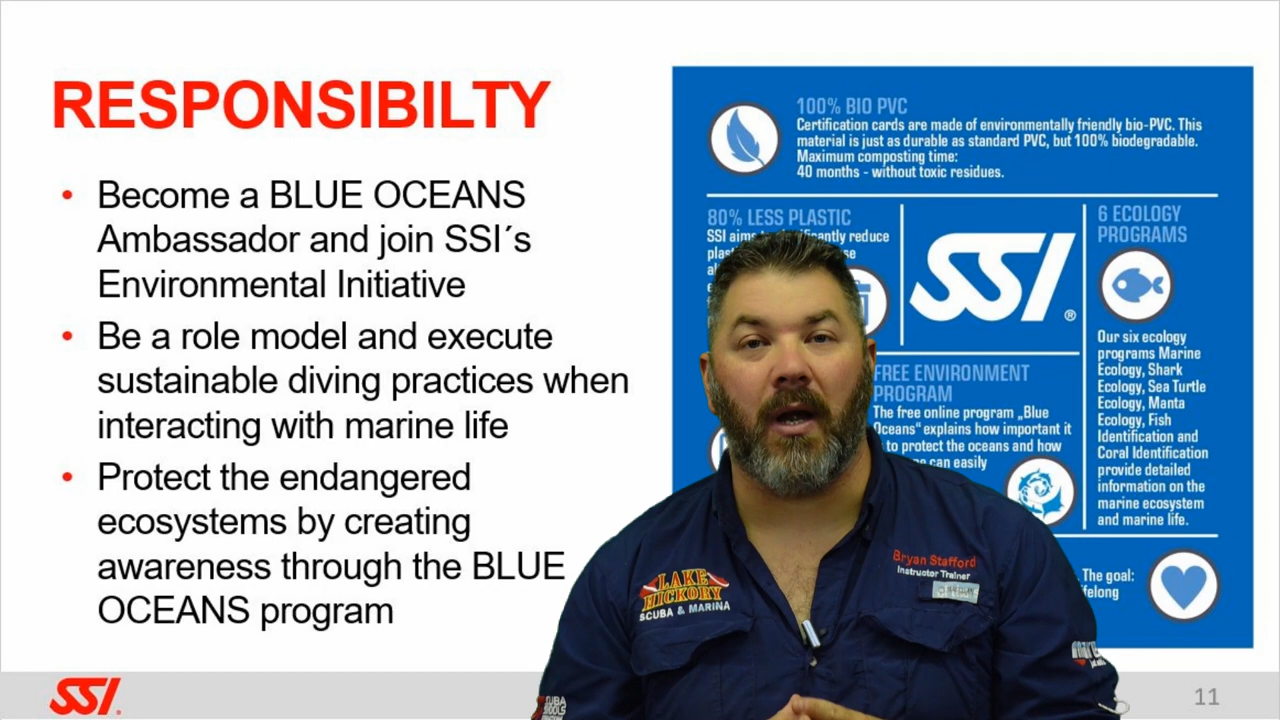 RESPONSIBILTY
• Become a BLUE OCEANS
Ambassador and join SSI´s
Environmental Initiative
• Be a role model and execute
sustainable diving practices when
interacting with marine life
• Protect the endangered
ecosystems by creating
awareness through the BLUE
OCEANS program
100% BIO PVC
Certification cards are made of environmentally friendly bio-PVC. This
material is just as durable as standard PVC, but 100% biodegradable.
Maximum composting time:
40 months - without toxic residues.
80% LESS PLASTIC
SSI reduce
SSI
®
6 ECOLOGY
PROGRAMS
Our six ecology
programs Marine
Ecology, Shark
Ecology, Sea Turtle
Ecology, Manta
Ecology, Fish
Identification and
Coral Identification
provide detailed
information on the
marine ecosystem
and marine life.
FREE ENVIRONMENT
PROGRAM
The free online program „Blue
Oceans“ explains how important it
to protect the oceans and how
can easily
The goal:
LAKE
HICKORY
SCUBA & MARINA
Bryan Stafford
Instructor Trainer
SSI
11